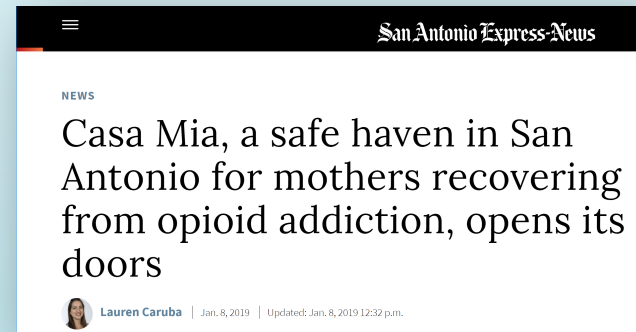 San Antonio Express-News
NEWS
Casa Mia, a safe haven in San
Antonio for mothers recovering
from opioid addiction, opens its
doors
Lauren Caruba | Jan. 8, 2019 | Updated: Jan. 8, 2019 12:32 p.m.